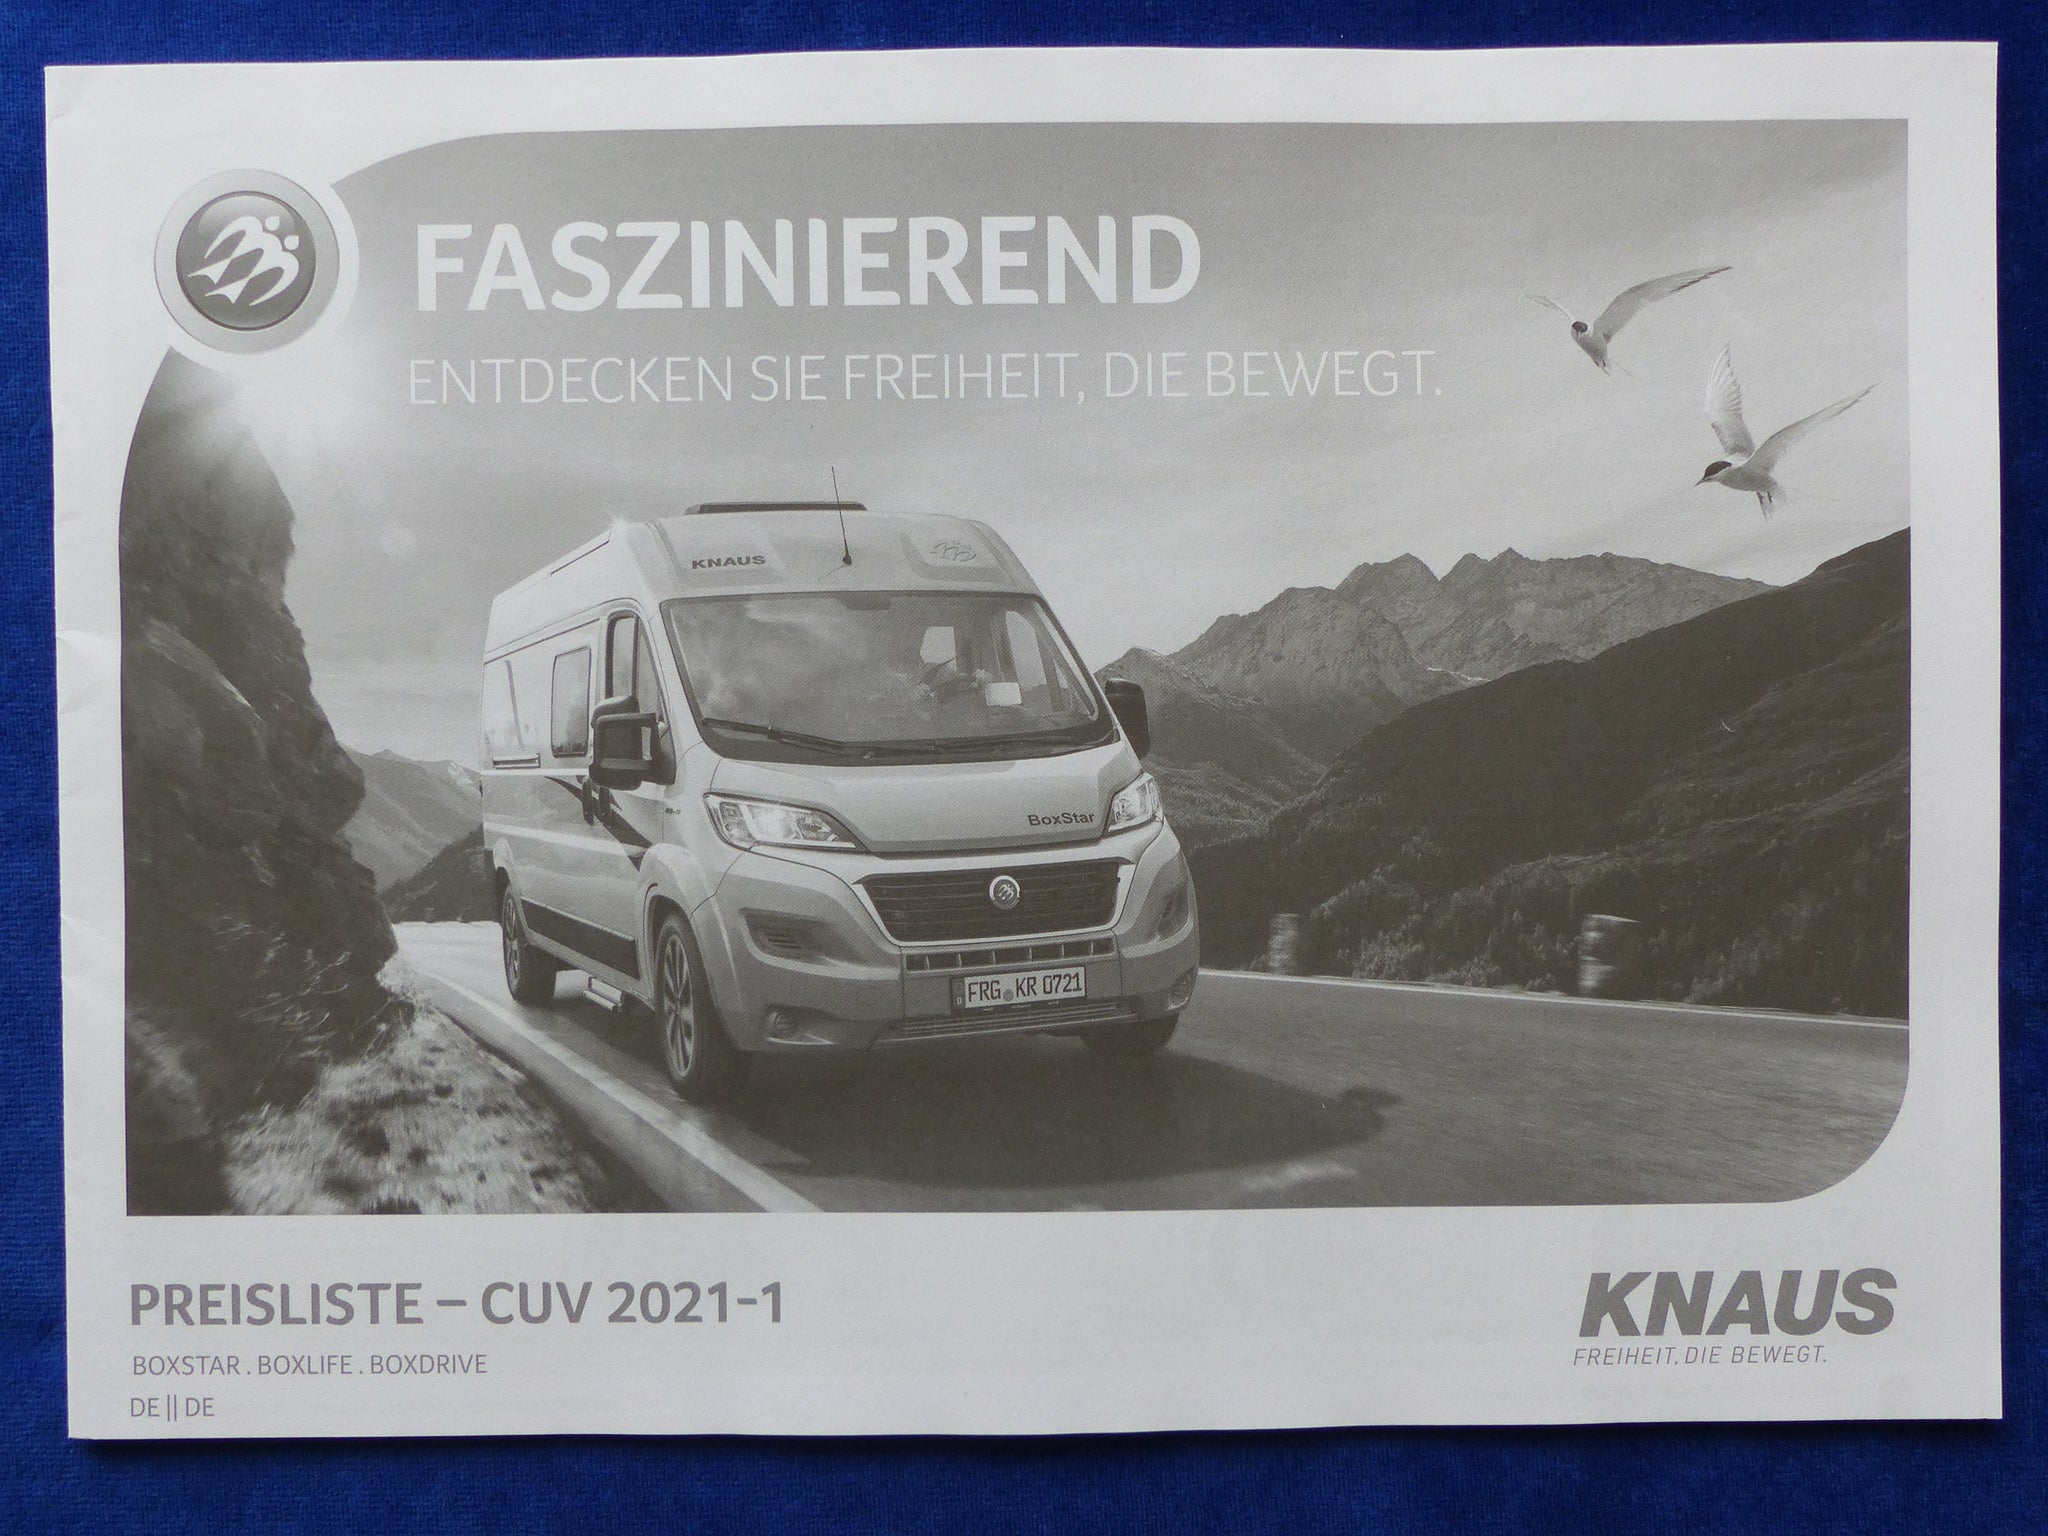 FASZINIEREND
ENTDECKEN SIE FREIHEIT, DIE BEWEGT.
KNAUS
BoxStar
D FRG KR 0721
PREISLISTE – CUV 2021-1
BOXSTAR . BOXLIFE . BOXDRIVE
DE || DE
KNAUS
FREIHEIT, DIE BEWEGT.